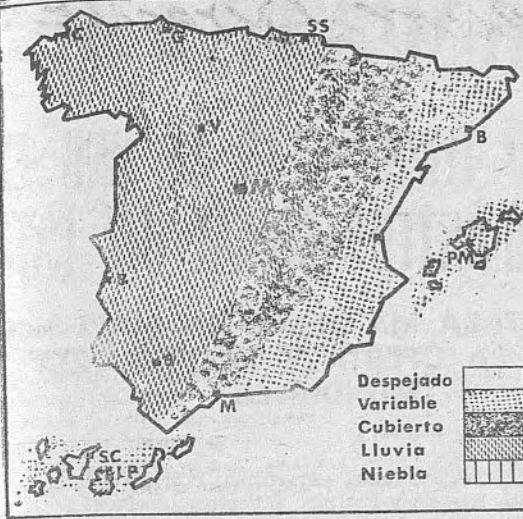 C
G
SS
V
B
M
B
PM
S
M
SC
LP
Despejado
Variable
Cubierto
Lluvia
Niebla